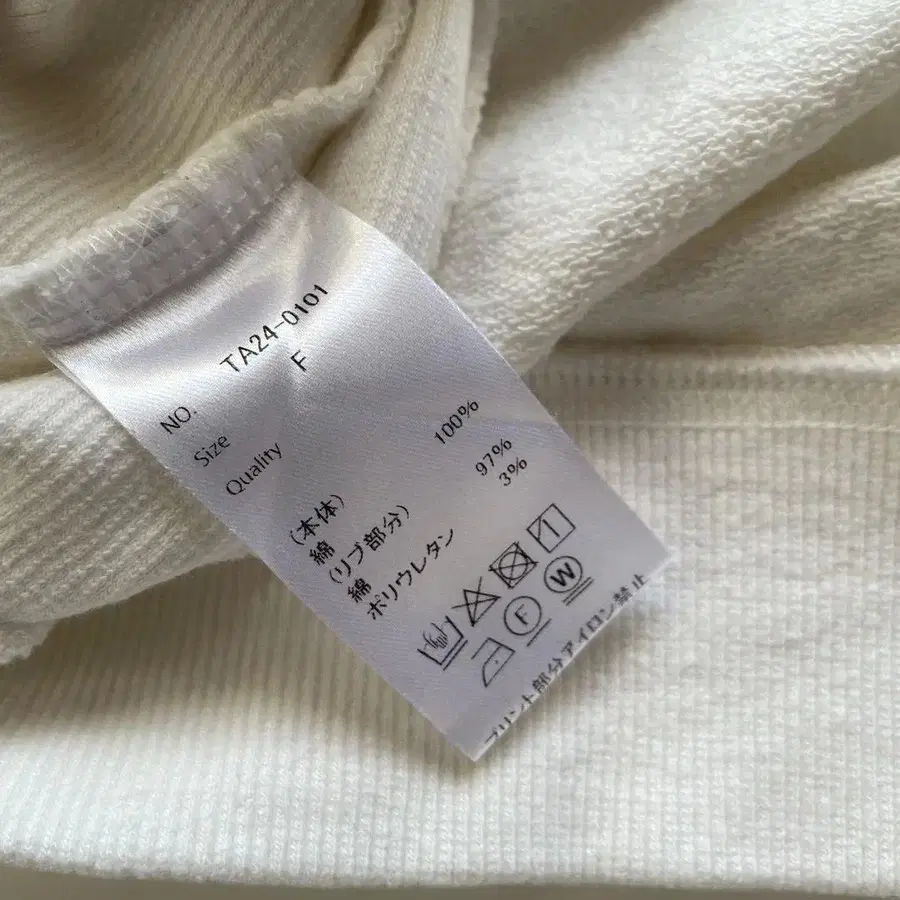 NO. TA24-0101
Size F
Quality
(本体)
綿 100%
(リブ部分)
綿 97%
ポリウレタン 3%
F W
プリント部分アイロン禁止